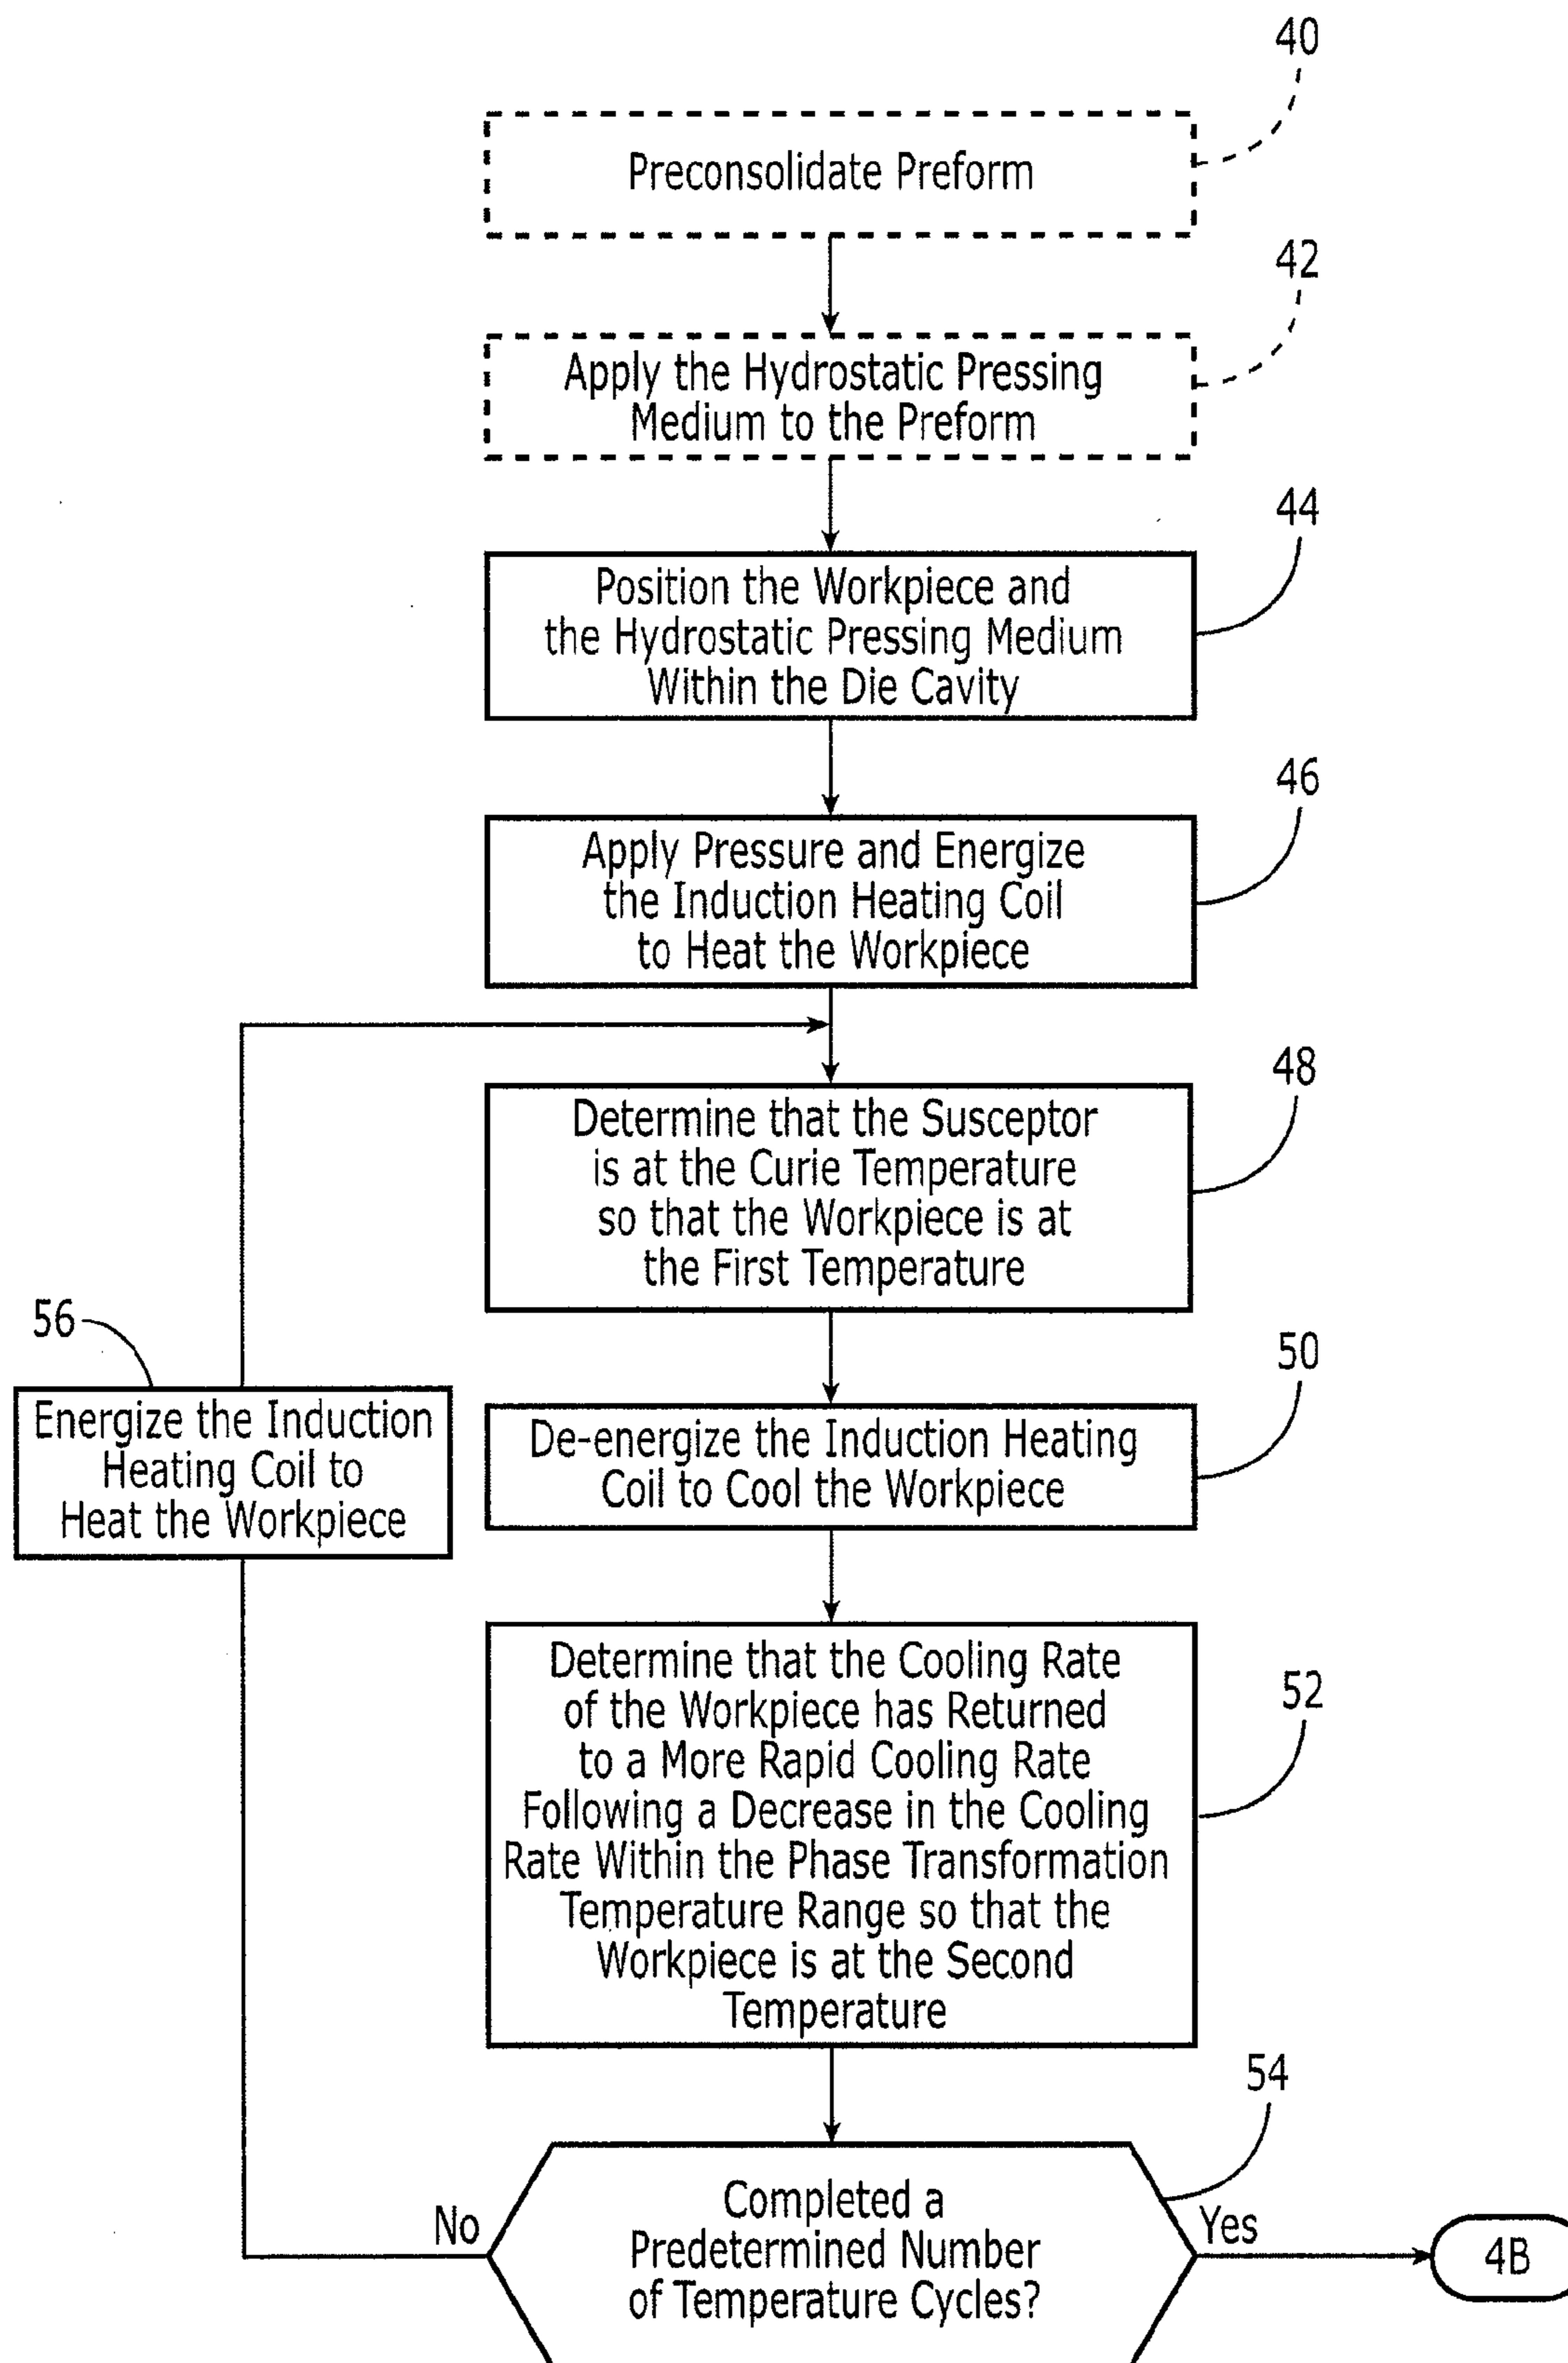 40
Preconsolidate Preform
42
Apply the Hydrostatic Pressing
Medium to the Preform
44
Position the Workpiece and
the Hydrostatic Pressing Medium
Within the Die Cavity
46
Apply Pressure and Energize
the Induction Heating Coil
to Heat the Workpiece
48
Determine that the Susceptor
is at the Curie Temperature
so that the Workpiece is at
the First Temperature
56
Energize the Induction
Heating Coil to
Heat the Workpiece
50
De-energize the Induction Heating
Coil to Cool the Workpiece
52
Determine that the Cooling Rate
of the Workpiece has Returned
to a More Rapid Cooling Rate
Following a Decrease in the Cooling
Rate Within the Phase Transformation
Temperature Range so that the
Workpiece is at the Second
Temperature
54
Completed a
Predetermined Number
of Temperature Cycles?
No
Yes
4B